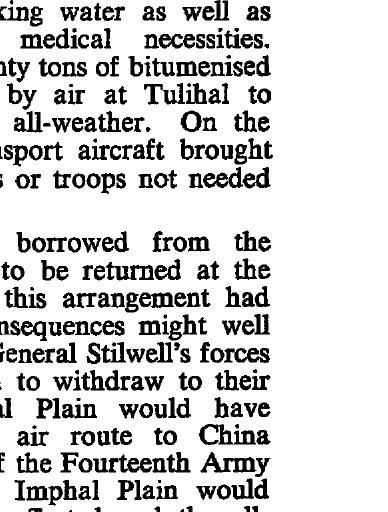 king water as well as
medical necessities.
nty tons of bitumenised
by air at Tulihal to
all-weather. On the
nsport aircraft brought
s or troops not needed
borrowed from the
to be returned at the
this arrangement had
nsequences might well
General Stilwell's forces
to withdraw to their
al Plain would have
air route to China
f the Fourteenth Army
Imphal Plain would